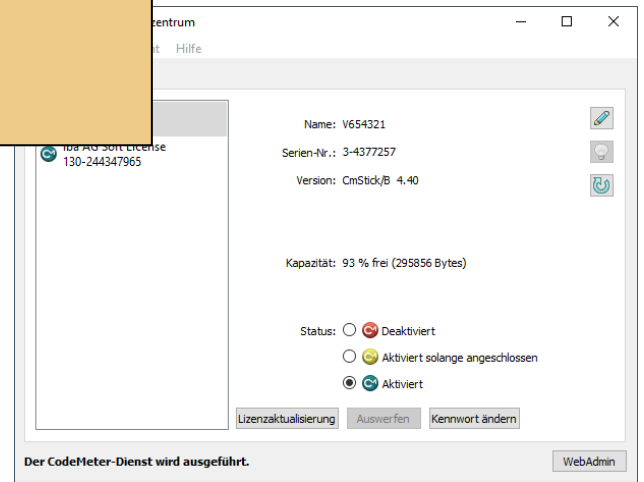 Hilfe
iba AG Soft License
130-244347965
Name: V654321
Serien-Nr.: 3-4377257
Version: CmStick/B 4.40
Kapazität: 93 % frei (295856 Bytes)
Status: Deaktiviert
Aktiviert solange angeschlossen
Aktiviert
Lizenzaktualisierung Auswerfen Kennwort ändern
Der CodeMeter-Dienst wird ausgeführt. WebAdmin